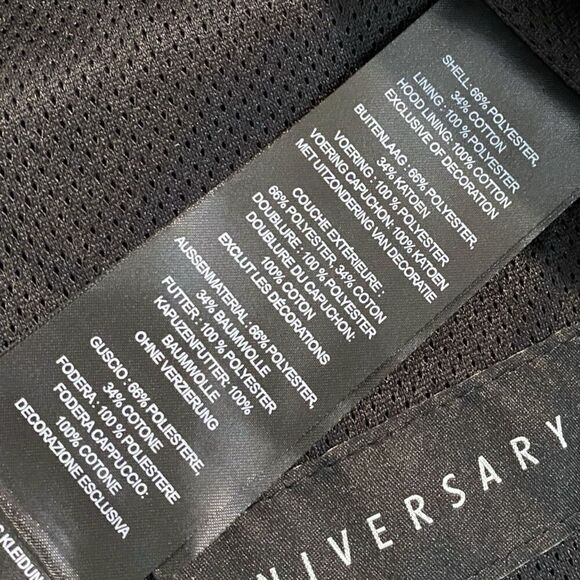 SHELL: 66% POLYESTER,
34% COTTON
LINING : 100 % POLYESTER
HOOD LINING: 100% COTTON
EXCLUSIVE OF DECORATION
BUITENLAAG : 66% POLYESTER,
34% KATOEN
VOERING : 100 % POLYESTER
VOERING CAPUCHON: 100% KATOEN
MET UITZONDERING VAN DECORATIE
COUCHE EXTÉRIEURE :
66% POLYESTER, 34% COTON
DOUBLURE : 100 % POLYESTER
DOUBLURE DU CAPUCHON:
100% COTON
EXCLUT LES DECORATIONS
AUSSENMATERIAL : 66% POLYESTER,
34% BAUMWOLLE
FUTTER : 100 % POLYESTER
KAPUZENFUTTER: 100%
BAUMWOLLE
OHNE VERZIERUNG
GUSCIO : 66% POLIESTERE,
34% COTONE
FODERA : 100 % POLIESTERE
FODERA CAPPUCCIO:
100% COTONE
DECORAZIONE ESCLUSIVA
KLEIDUN
NIVERSARY